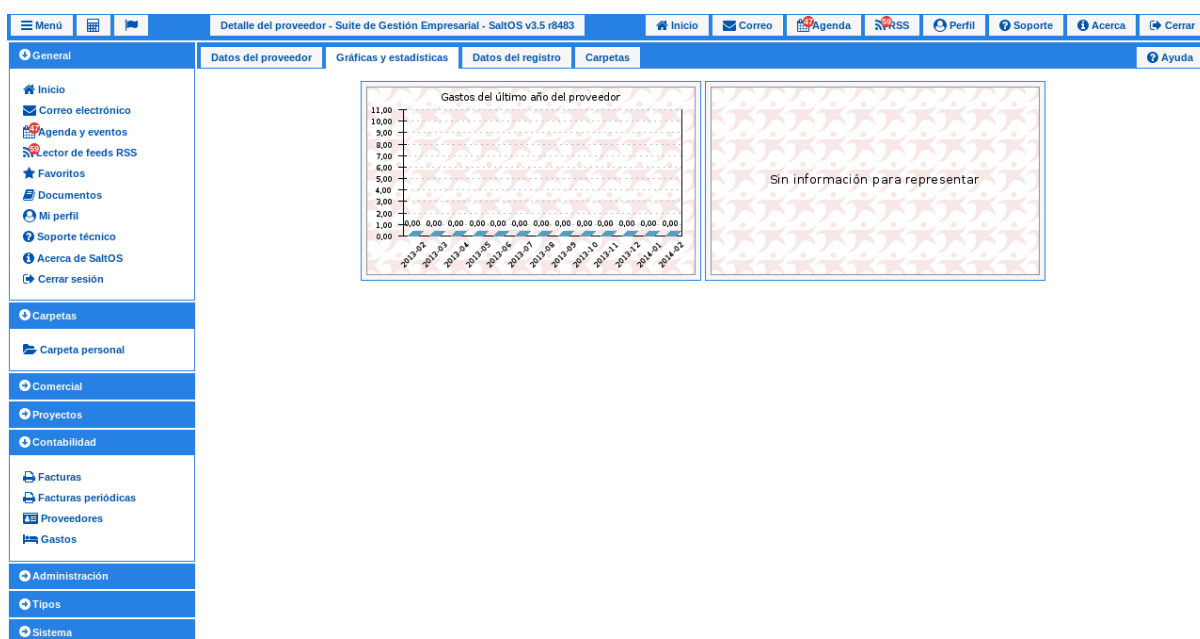 Menú
Detalle del proveedor - Suite de Gestión Empresarial - SaltOS v3.5 r8483
Inicio
Correo
47
Agenda
59
RSS
Perfil
Soporte
Acerca
Cerrar
General
Inicio
Correo electrónico
47
Agenda y eventos
59
Lector de feeds RSS
Favoritos
Documentos
Mi perfil
Soporte técnico
Acerca de SaltOS
Cerrar sesión
Carpetas
Carpeta personal
Comercial
Proyectos
Contabilidad
Facturas
Facturas periódicas
Proveedores
Gastos
Administración
Tipos
Sistema
Datos del proveedor
Gráficas y estadísticas
Datos del registro
Carpetas
Ayuda
Gastos del último año del proveedor
11,00
10,00
9,00
8,00
7,00
6,00
5,00
4,00
3,00
2,00
1,00
0,00
0,00 0,00 0,00 0,00 0,00 0,00 0,00 0,00 0,00 0,00 0,00 0,00 0,00
2013-02 2013-03 2013-04 2013-05 2013-06 2013-07 2013-08 2013-09 2013-10 2013-11 2013-12 2014-01 2014-02
Sin información para representar